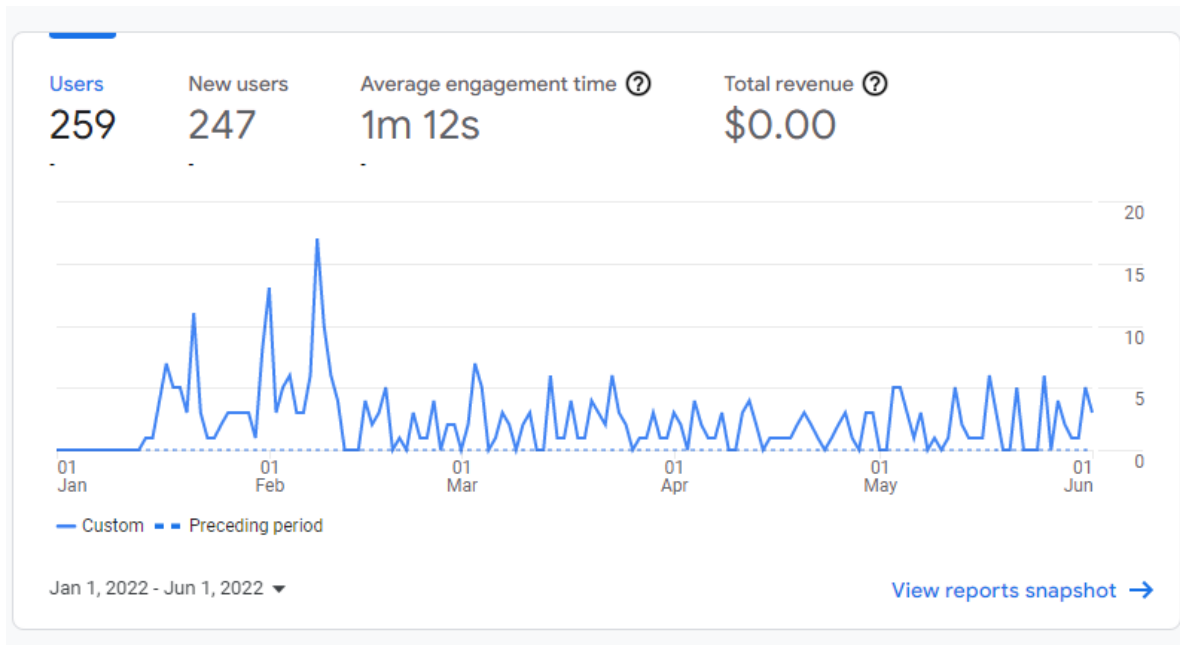 Users
259
-
New users
247
-
Average engagement time ?
1m 12s
-
Total revenue ?
$0.00
20
15
10
5
0
01 Jan
01 Feb
01 Mar
01 Apr
01 May
01 Jun
Custom
Preceding period
Jan 1, 2022 - Jun 1, 2022
View reports snapshot